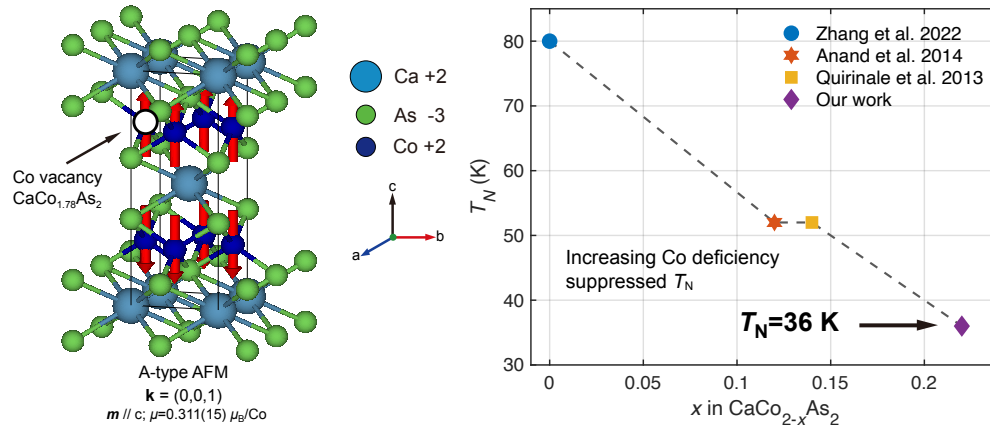 Ca +2
As -3
Co +2
Co vacancy
CaCo1.78As2
c
b
a
A-type AFM
k = (0,0,1)
m // c; μ=0.311(15) μB/Co
80
70
60
50
40
30
TN (K)
Zhang et al. 2022
Anand et al. 2014
Quirinale et al. 2013
Our work
Increasing Co deficiency
suppressed TN
TN=36 K
0
0.05
0.1
0.15
0.2
x in CaCo2-xAs2